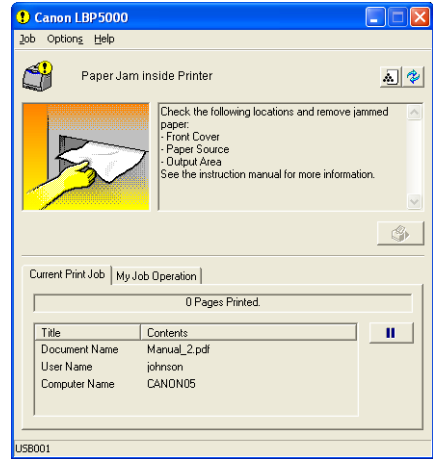 Canon LBP5000
Job Options Help
Paper Jam inside Printer
Check the following locations and remove jammed
paper:
- Front Cover
- Paper Source
- Output Area
See the instruction manual for more information.
Current Print Job My Job Operation
0 Pages Printed.
Title Contents
Document Name Manual_2.pdf
User Name johnson
Computer Name CANON05
USB001